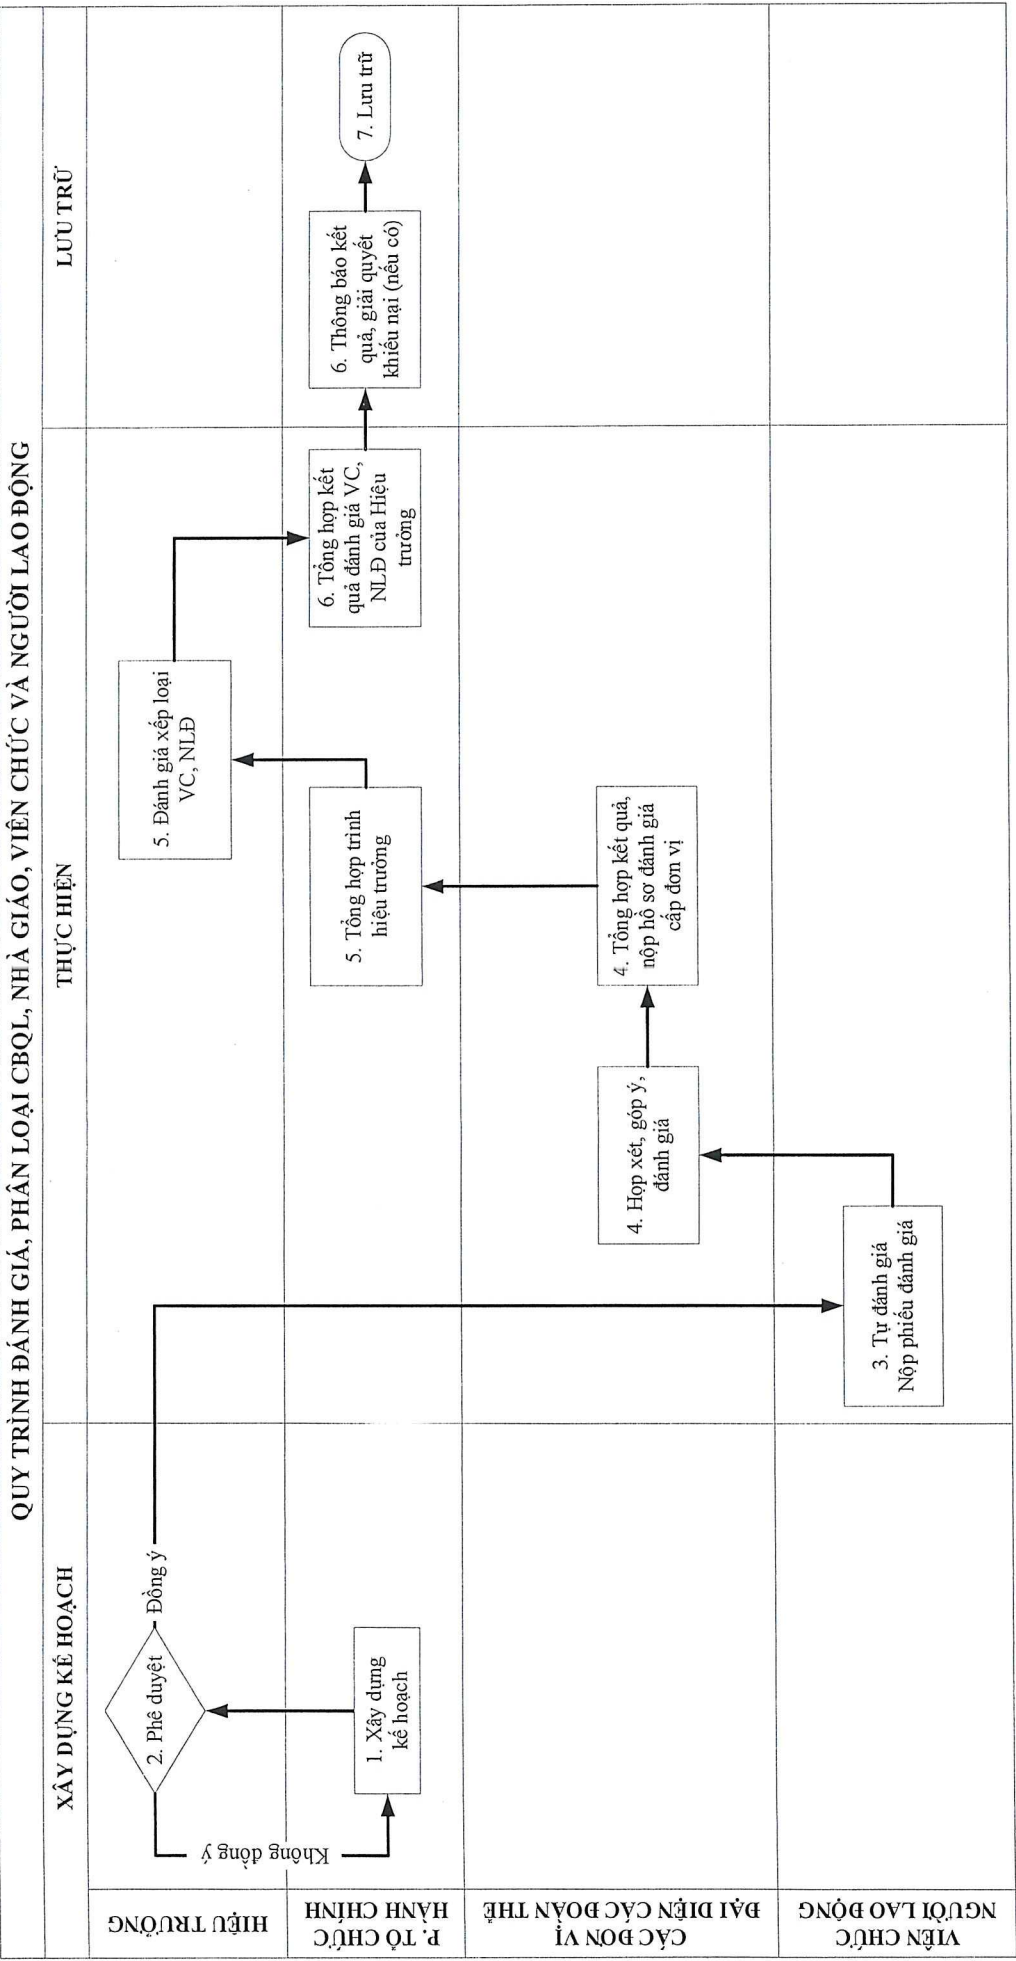 QUY TRÌNH ĐÁNH GIÁ, PHÂN LOẠI CBQL, NHÀ GIÁO, VIÊN CHỨC VÀ NGƯỜI LAO ĐỘNG
XÂY DỰNG KẾ HOẠCH
THỰC HIỆN
LƯU TRỮ
HIỆU TRƯỞNG
2. Phê duyệt
Đồng ý
Không đồng ý
5. Đánh giá xếp loại
VC, NLĐ
P. TỔ CHỨC
HÀNH CHÍNH
1. Xây dựng
kế hoạch
5. Tổng hợp trình
hiệu trưởng
6. Tổng hợp kết
quả đánh giá VC,
NLĐ của Hiệu
trưởng
6. Thông báo kết
quả, giải quyết
khiếu nại (nếu có)
7. Lưu trữ
CÁC ĐƠN VỊ
ĐẠI DIỆN CÁC ĐOÀN THỂ
4. Họp xét, góp ý,
đánh giá
4. Tổng hợp kết quả,
nộp hồ sơ đánh giá
cấp đơn vị
VIÊN CHỨC
NGƯỜI LAO ĐỘNG
3. Tự đánh giá
Nộp phiếu đánh giá